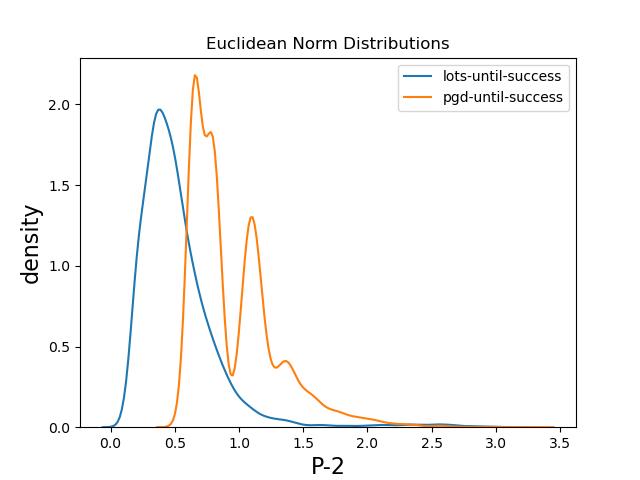 Euclidean Norm Distributions
lots-until-success
pgd-until-success
density
2.0
1.5
1.0
0.5
0.0
0.0 0.5 1.0 1.5 2.0 2.5 3.0 3.5
P-2